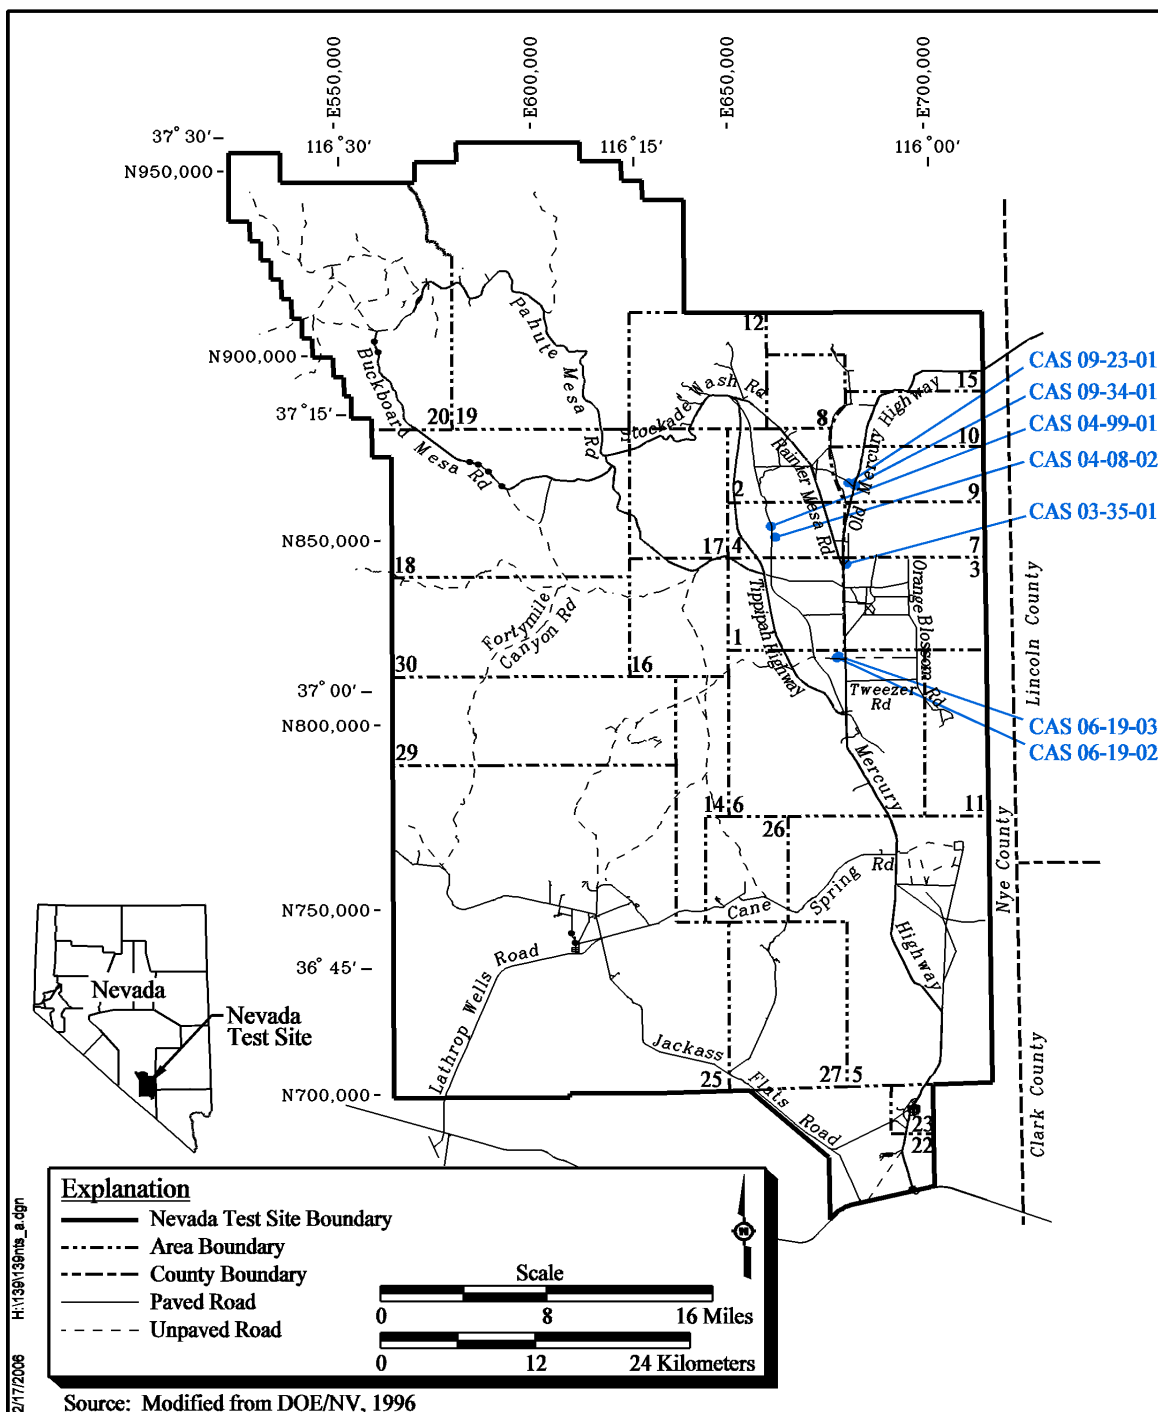 E550,000
E600,000
E650,000
E700,000
37° 30'
116° 30'
116° 15'
116° 00'
N950,000
N900,000
37° 15'
N850,000
37° 00'
N800,000
N750,000
36° 45'
N700,000
Pahute Mesa Rd
Buckboard Mesa Rd
Stockade Wash Rd
Rainier Mesa Rd
Old Mercury Highway
Tippipah Highway
Orange Blossom Rd
Tweezer Rd
Fortymile
Canyon Rd
Mercury Highway
Cane Spring Rd
Lathrop Wells Road
Jackass Flats Road
12
15
20 19
8
10
2
9
17 4
7
3
18
1
30
16
29
14 6
26
11
25
27 5
23
22
CAS 09-23-01
CAS 09-34-01
CAS 04-99-01
CAS 04-08-02
CAS 03-35-01
CAS 06-19-03
CAS 06-19-02
Lincoln County
Nye County
Clark County
Nevada
Nevada
Test Site
Explanation
Nevada Test Site Boundary
Area Boundary
County Boundary
Paved Road
Unpaved Road
Scale
0 8 16 Miles
0 12 24 Kilometers
N
Source: Modified from DOE/NV, 1996
2/17/2006 H:\139\139nts_a.dgn